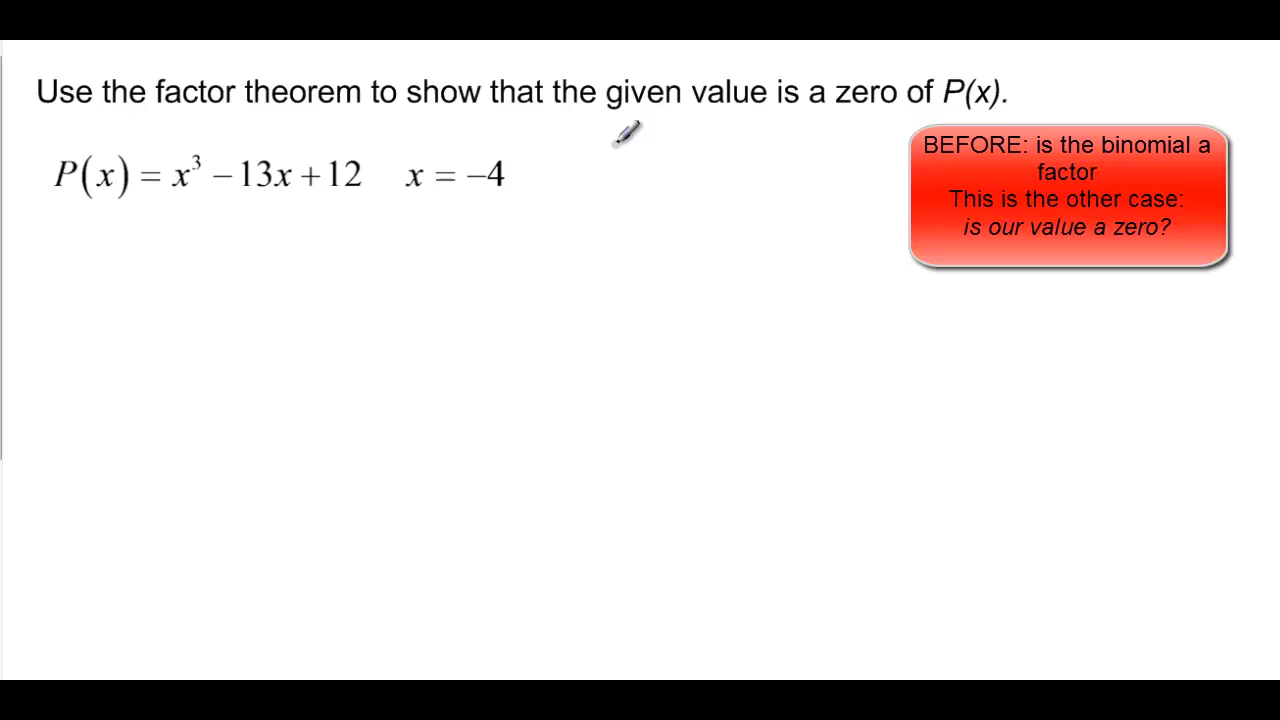 Use the factor theorem to show that the given value is a zero of P(x).
BEFORE: is the binomial a
factor
This is the other case:
is our value a zero?
P(x) = x³ − 13x + 12 x = −4